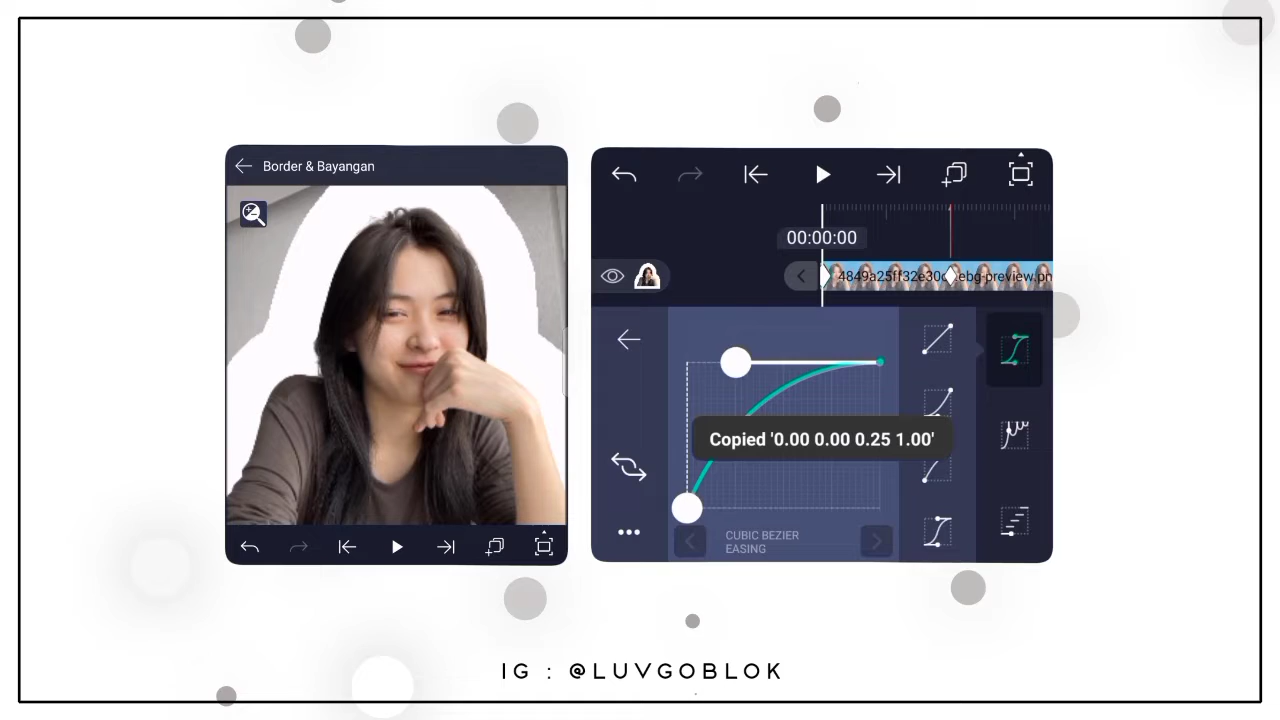 Border & Bayangan
00:00:00
4849a25ff32e30
ebg-preview.pn
Copied '0.00 0.00 0.25 1.00'
CUBIC BEZIER
EASING
IG : @LUVGOBLOK